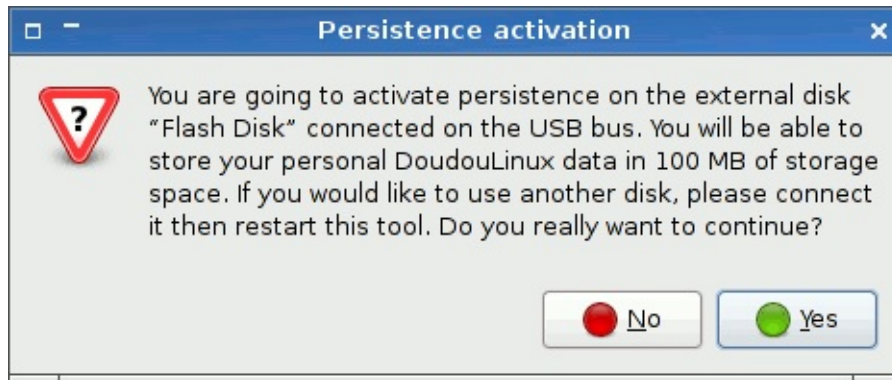 Persistence activation
?
You are going to activate persistence on the external disk
“Flash Disk” connected on the USB bus. You will be able to
store your personal DoudouLinux data in 100 MB of storage
space. If you would like to use another disk, please connect
it then restart this tool. Do you really want to continue?
No Yes